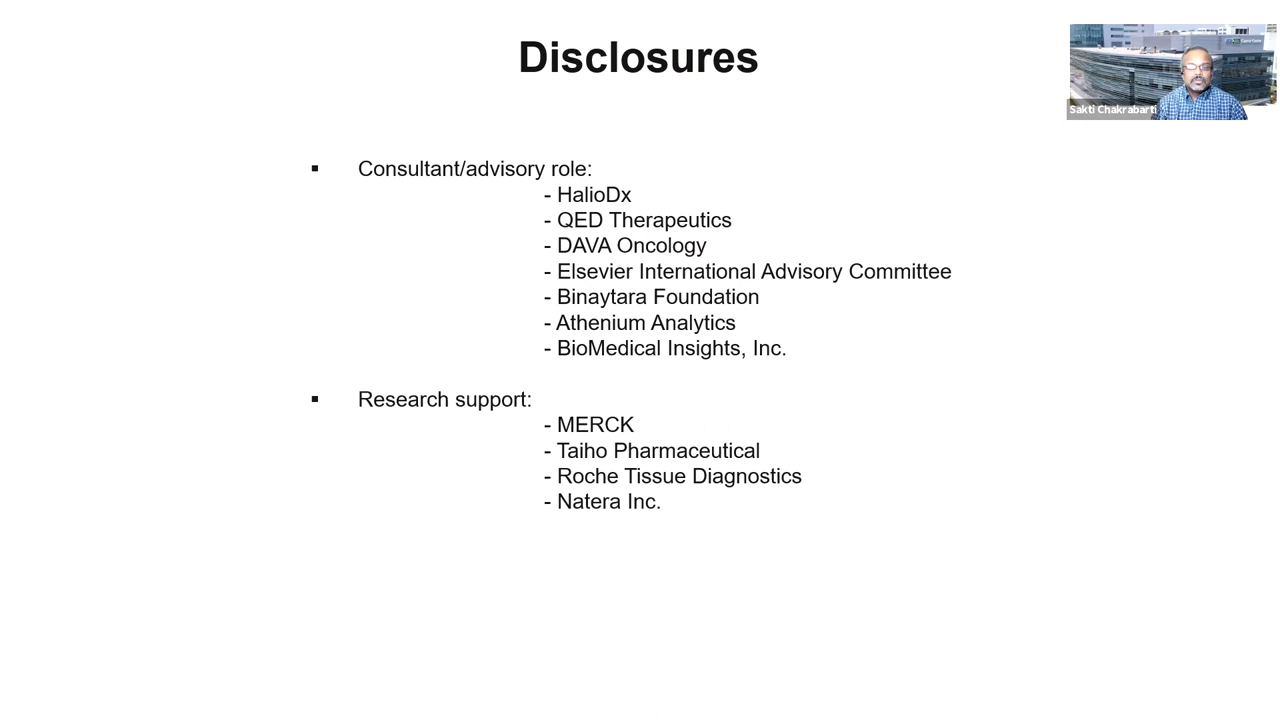 Disclosures
Sakti Chakrabarti
▪ Consultant/advisory role:
- HalioDx
- QED Therapeutics
- DAVA Oncology
- Elsevier International Advisory Committee
- Binaytara Foundation
- Athenium Analytics
- BioMedical Insights, Inc.
▪ Research support:
- MERCK
- Taiho Pharmaceutical
- Roche Tissue Diagnostics
- Natera Inc.